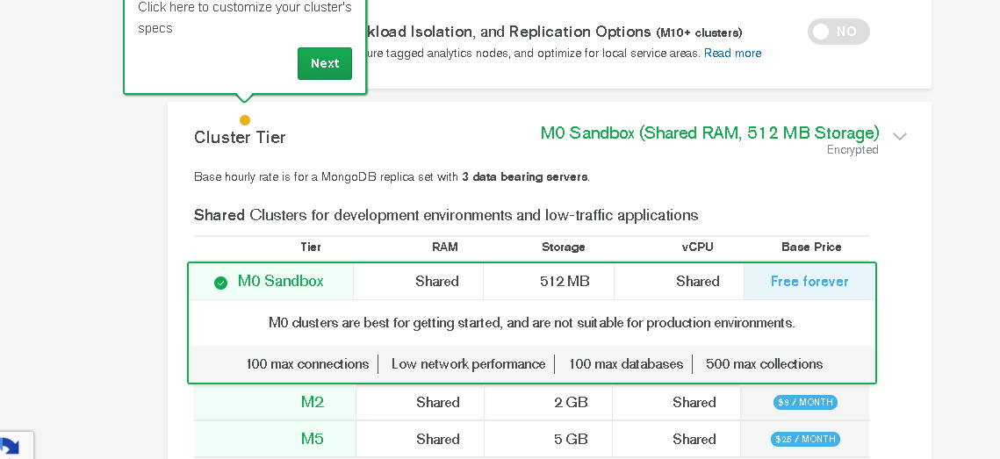 Click here to customize your cluster's
specs
Next
kload Isolation, and Replication Options (M10+ clusters)
ure tagged analytics nodes, and optimize for local service areas. Read more
NO
Cluster Tier
M0 Sandbox (Shared RAM, 512 MB Storage)
Encrypted
Base hourly rate is for a MongoDB replica set with 3 data bearing servers.
Shared Clusters for development environments and low-traffic applications
Tier RAM Storage vCPU Base Price
M0 Sandbox Shared 512 MB Shared Free forever
M0 clusters are best for getting started, and are not suitable for production environments.
100 max connections Low network performance 100 max databases 500 max collections
M2 Shared 2 GB Shared $9 / MONTH
M5 Shared 5 GB Shared $25 / MONTH